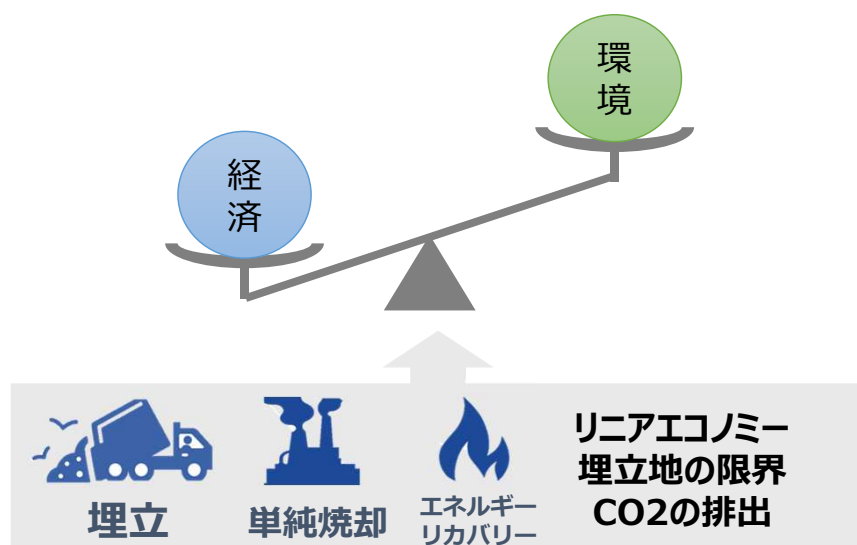 環
境
経
済
リニアエコノミー
埋立地の限界
CO2の排出
埋立
単純焼却
エネルギー
リカバリー